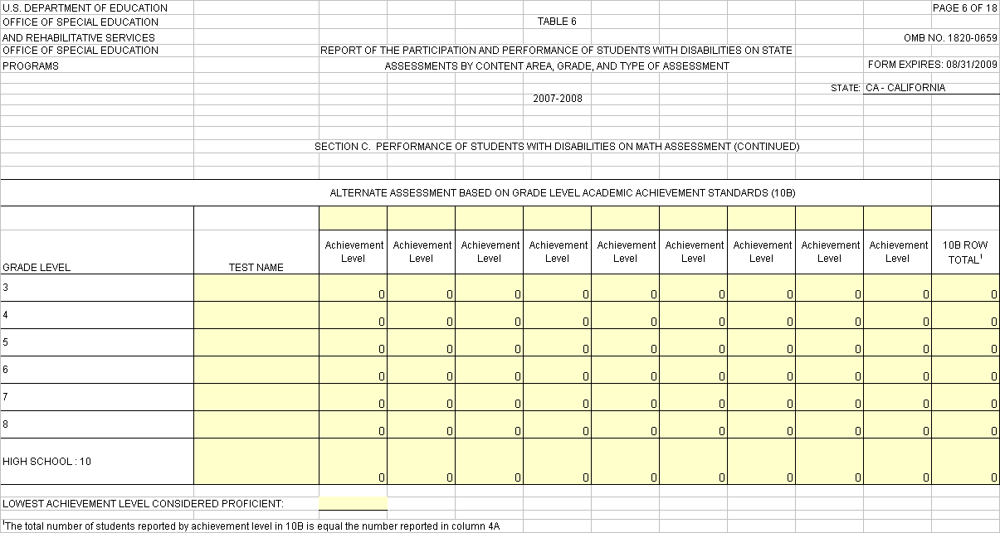 U.S. DEPARTMENT OF EDUCATION PAGE 6 OF 18
OFFICE OF SPECIAL EDUCATION TABLE 6
AND REHABILITATIVE SERVICES OMB NO. 1820-0659
OFFICE OF SPECIAL EDUCATION REPORT OF THE PARTICIPATION AND PERFORMANCE OF STUDENTS WITH DISABILITIES ON STATE
PROGRAMS ASSESSMENTS BY CONTENT AREA, GRADE, AND TYPE OF ASSESSMENT FORM EXPIRES: 08/31/2009
STATE: CA - CALIFORNIA
2007-2008
SECTION C. PERFORMANCE OF STUDENTS WITH DISABILITIES ON MATH ASSESSMENT (CONTINUED)
ALTERNATE ASSESSMENT BASED ON GRADE LEVEL ACADEMIC ACHIEVEMENT STANDARDS (10B)
Achievement Achievement Achievement Achievement Achievement Achievement Achievement Achievement Achievement 10B ROW
Level Level Level Level Level Level Level Level Level TOTAL¹
GRADE LEVEL TEST NAME
3 0 0 0 0 0 0 0 0 0 0
4 0 0 0 0 0 0 0 0 0 0
5 0 0 0 0 0 0 0 0 0 0
6 0 0 0 0 0 0 0 0 0 0
7 0 0 0 0 0 0 0 0 0 0
8 0 0 0 0 0 0 0 0 0 0
HIGH SCHOOL : 10 0 0 0 0 0 0 0 0 0 0
LOWEST ACHIEVEMENT LEVEL CONSIDERED PROFICIENT:
¹The total number of students reported by achievement level in 10B is equal the number reported in column 4A